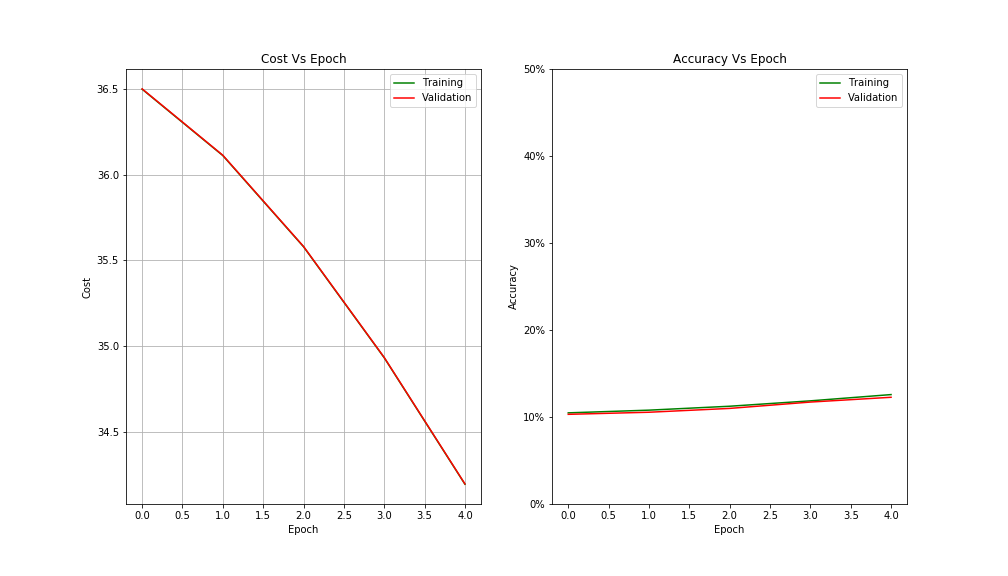 Cost Vs Epoch
Training
Validation
36.5
36.0
35.5
35.0
34.5
Cost
0.0 0.5 1.0 1.5 2.0 2.5 3.0 3.5 4.0
Epoch
Accuracy Vs Epoch
Training
Validation
50%
40%
30%
20%
10%
0%
Accuracy
0.0 0.5 1.0 1.5 2.0 2.5 3.0 3.5 4.0
Epoch